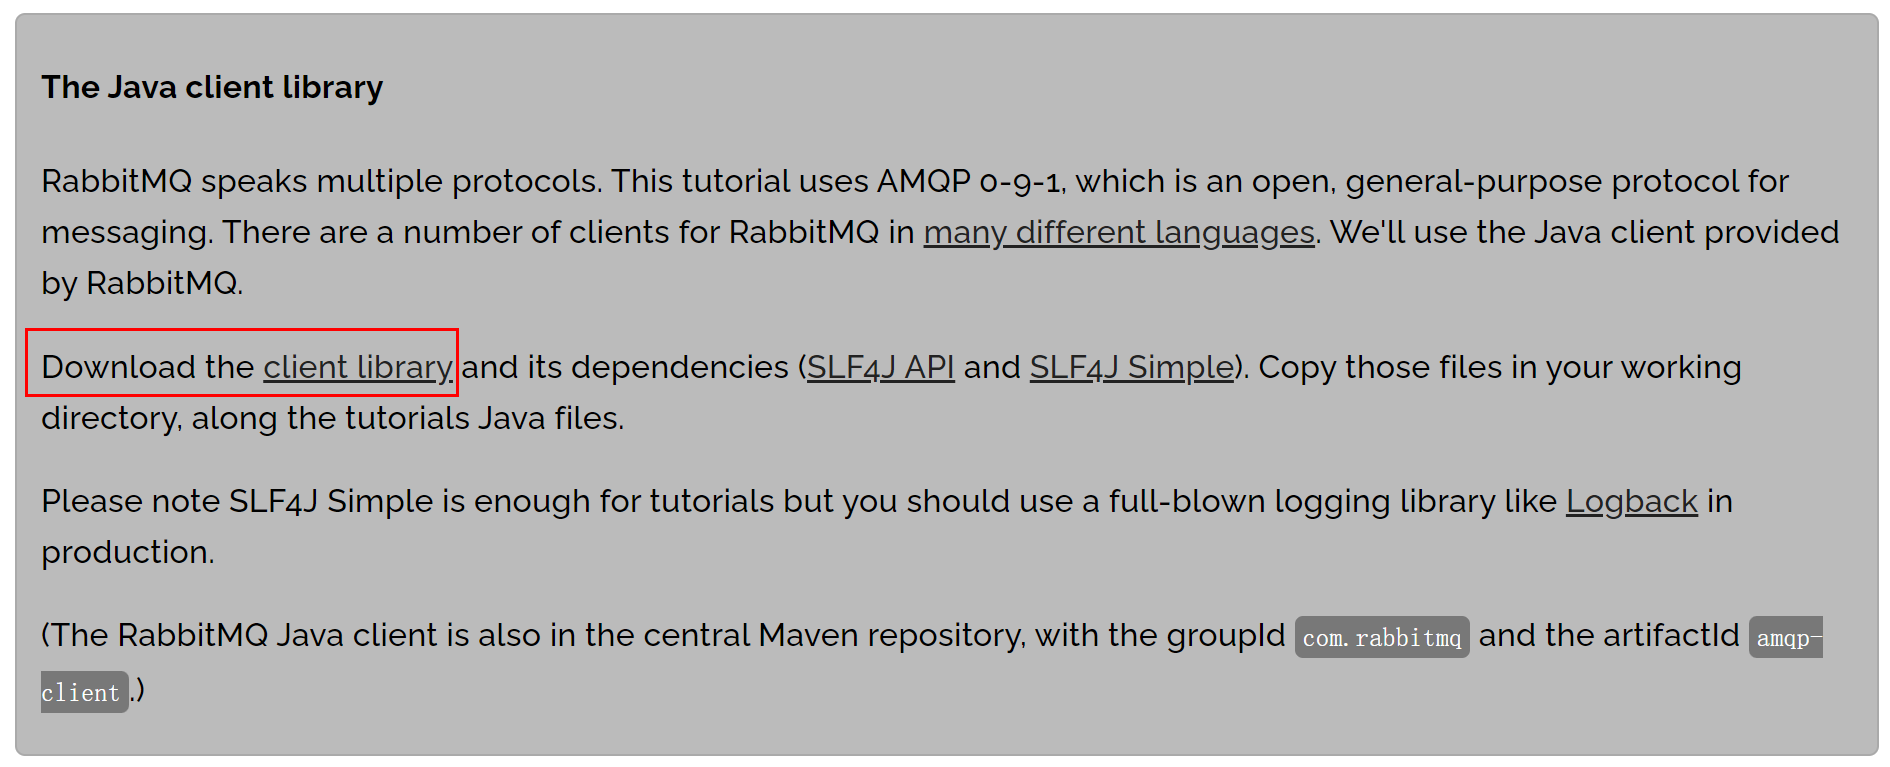 The Java client library
RabbitMQ speaks multiple protocols. This tutorial uses AMQP 0-9-1, which is an open, general-purpose protocol for
messaging. There are a number of clients for RabbitMQ in many different languages. We'll use the Java client provided
by RabbitMQ.
Download the client library and its dependencies (SLF4J API and SLF4J Simple). Copy those files in your working
directory, along the tutorials Java files.
Please note SLF4J Simple is enough for tutorials but you should use a full-blown logging library like Logback in
production.
(The RabbitMQ Java client is also in the central Maven repository, with the groupId com.rabbitmq and the artifactId amqp-
client.)